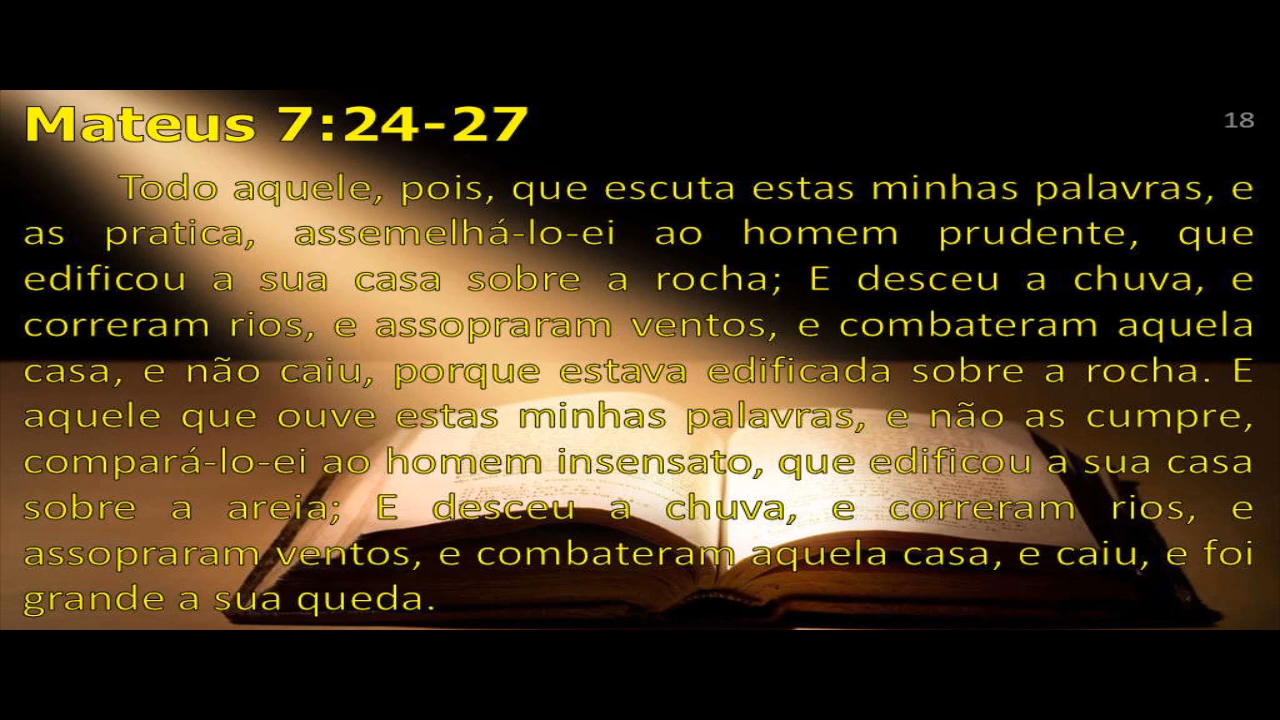 Mateus 7:24-27
18
Todo aquele, pois, que escuta estas minhas palavras, e
as pratica, assemelhá-lo-ei ao homem prudente, que
edificou a sua casa sobre a rocha; E desceu a chuva, e
correram rios, e assopraram ventos, e combateram aquela
casa, e não caiu, porque estava edificada sobre a rocha. E
aquele que ouve estas minhas palavras, e não as cumpre,
compará-lo-ei ao homem insensato, que edificou a sua casa
sobre a areia; E desceu a chuva, e correram rios, e
assopraram ventos, e combateram aquela casa, e caiu, e foi
grande a sua queda.